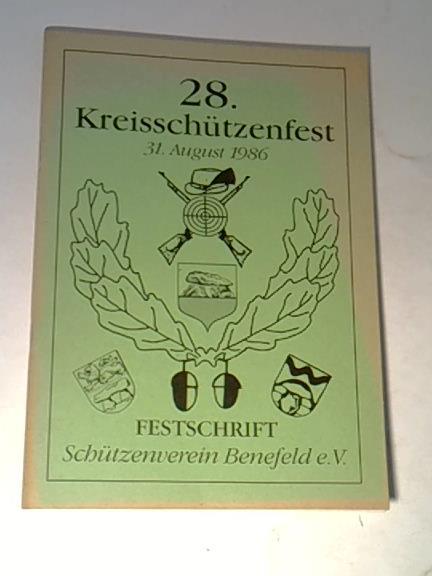 28.
Kreisschützenfest
31. August 1986
FESTSCHRIFT
Schützenverein Benefeld e.V.